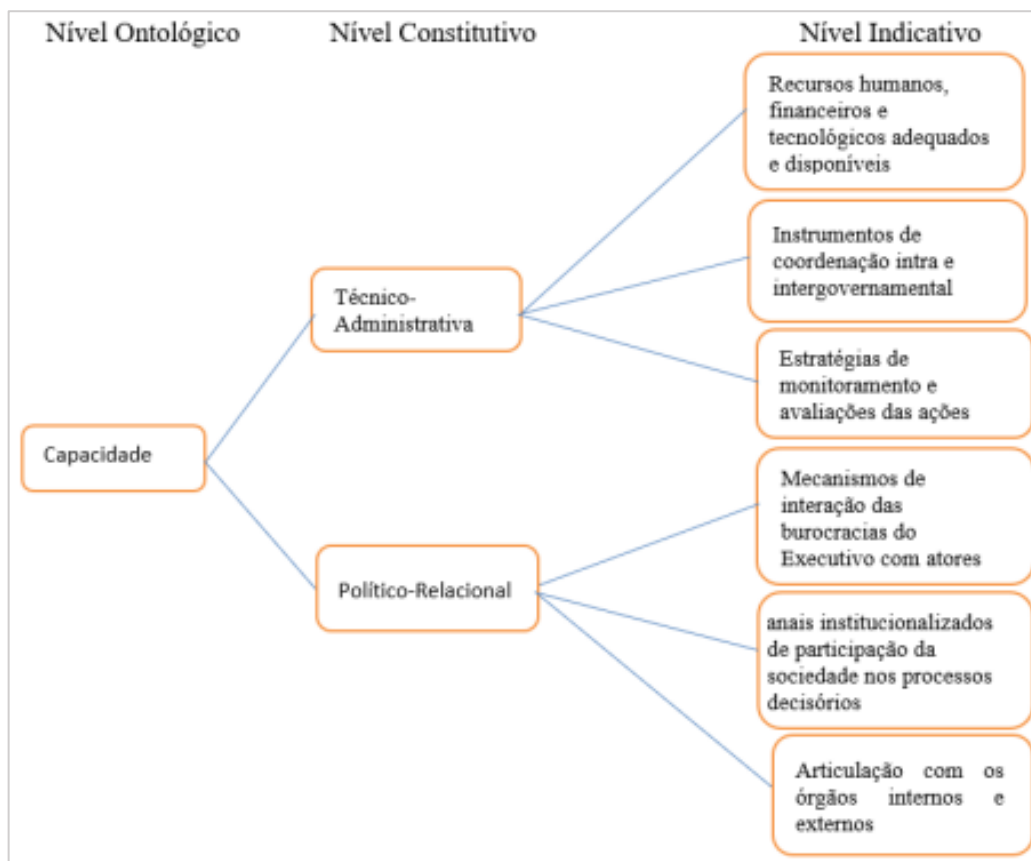 Nível Ontológico
Nível Constitutivo
Nível Indicativo
Capacidade
Técnico-
Administrativa
Político-Relacional
Recursos humanos,
financeiros e
tecnológicos adequados
e disponíveis
Instrumentos de
coordenação intra e
intergovernamental
Estratégias de
monitoramento e
avaliações das ações
Mecanismos de
interação das
burocracias do
Executivo com atores
anais institucionalizados
de participação da
sociedade nos processos
decisórios
Articulação com os
órgãos internos e
externos